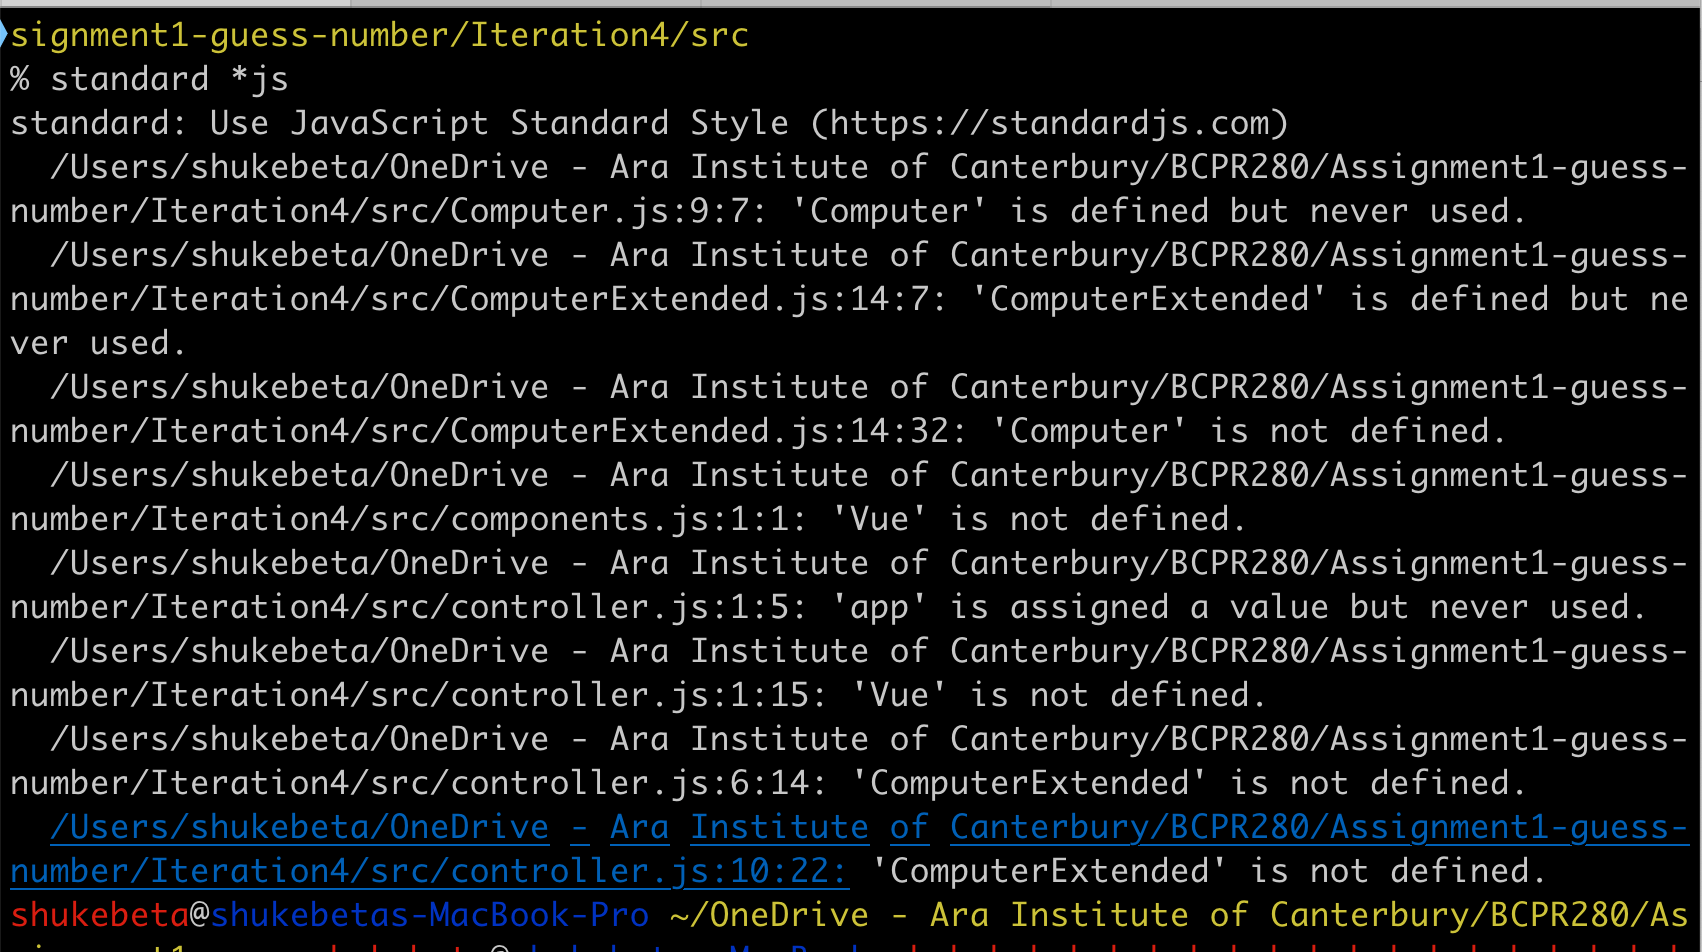 signment1-guess-number/Iteration4/src
% standard *js
standard: Use JavaScript Standard Style (https://standardjs.com)
/Users/shukebeta/OneDrive - Ara Institute of Canterbury/BCPR280/Assignment1-guess-
number/Iteration4/src/Computer.js:9:7: 'Computer' is defined but never used.
/Users/shukebeta/OneDrive - Ara Institute of Canterbury/BCPR280/Assignment1-guess-
number/Iteration4/src/ComputerExtended.js:14:7: 'ComputerExtended' is defined but ne
ver used.
/Users/shukebeta/OneDrive - Ara Institute of Canterbury/BCPR280/Assignment1-guess-
number/Iteration4/src/ComputerExtended.js:14:32: 'Computer' is not defined.
/Users/shukebeta/OneDrive - Ara Institute of Canterbury/BCPR280/Assignment1-guess-
number/Iteration4/src/components.js:1:1: 'Vue' is not defined.
/Users/shukebeta/OneDrive - Ara Institute of Canterbury/BCPR280/Assignment1-guess-
number/Iteration4/src/controller.js:1:5: 'app' is assigned a value but never used.
/Users/shukebeta/OneDrive - Ara Institute of Canterbury/BCPR280/Assignment1-guess-
number/Iteration4/src/controller.js:1:15: 'Vue' is not defined.
/Users/shukebeta/OneDrive - Ara Institute of Canterbury/BCPR280/Assignment1-guess-
number/Iteration4/src/controller.js:6:14: 'ComputerExtended' is not defined.
/Users/shukebeta/OneDrive - Ara Institute of Canterbury/BCPR280/Assignment1-guess-
number/Iteration4/src/controller.js:10:22: 'ComputerExtended' is not defined.
shukebeta@shukebetas-MacBook-Pro ~/OneDrive - Ara Institute of Canterbury/BCPR280/As